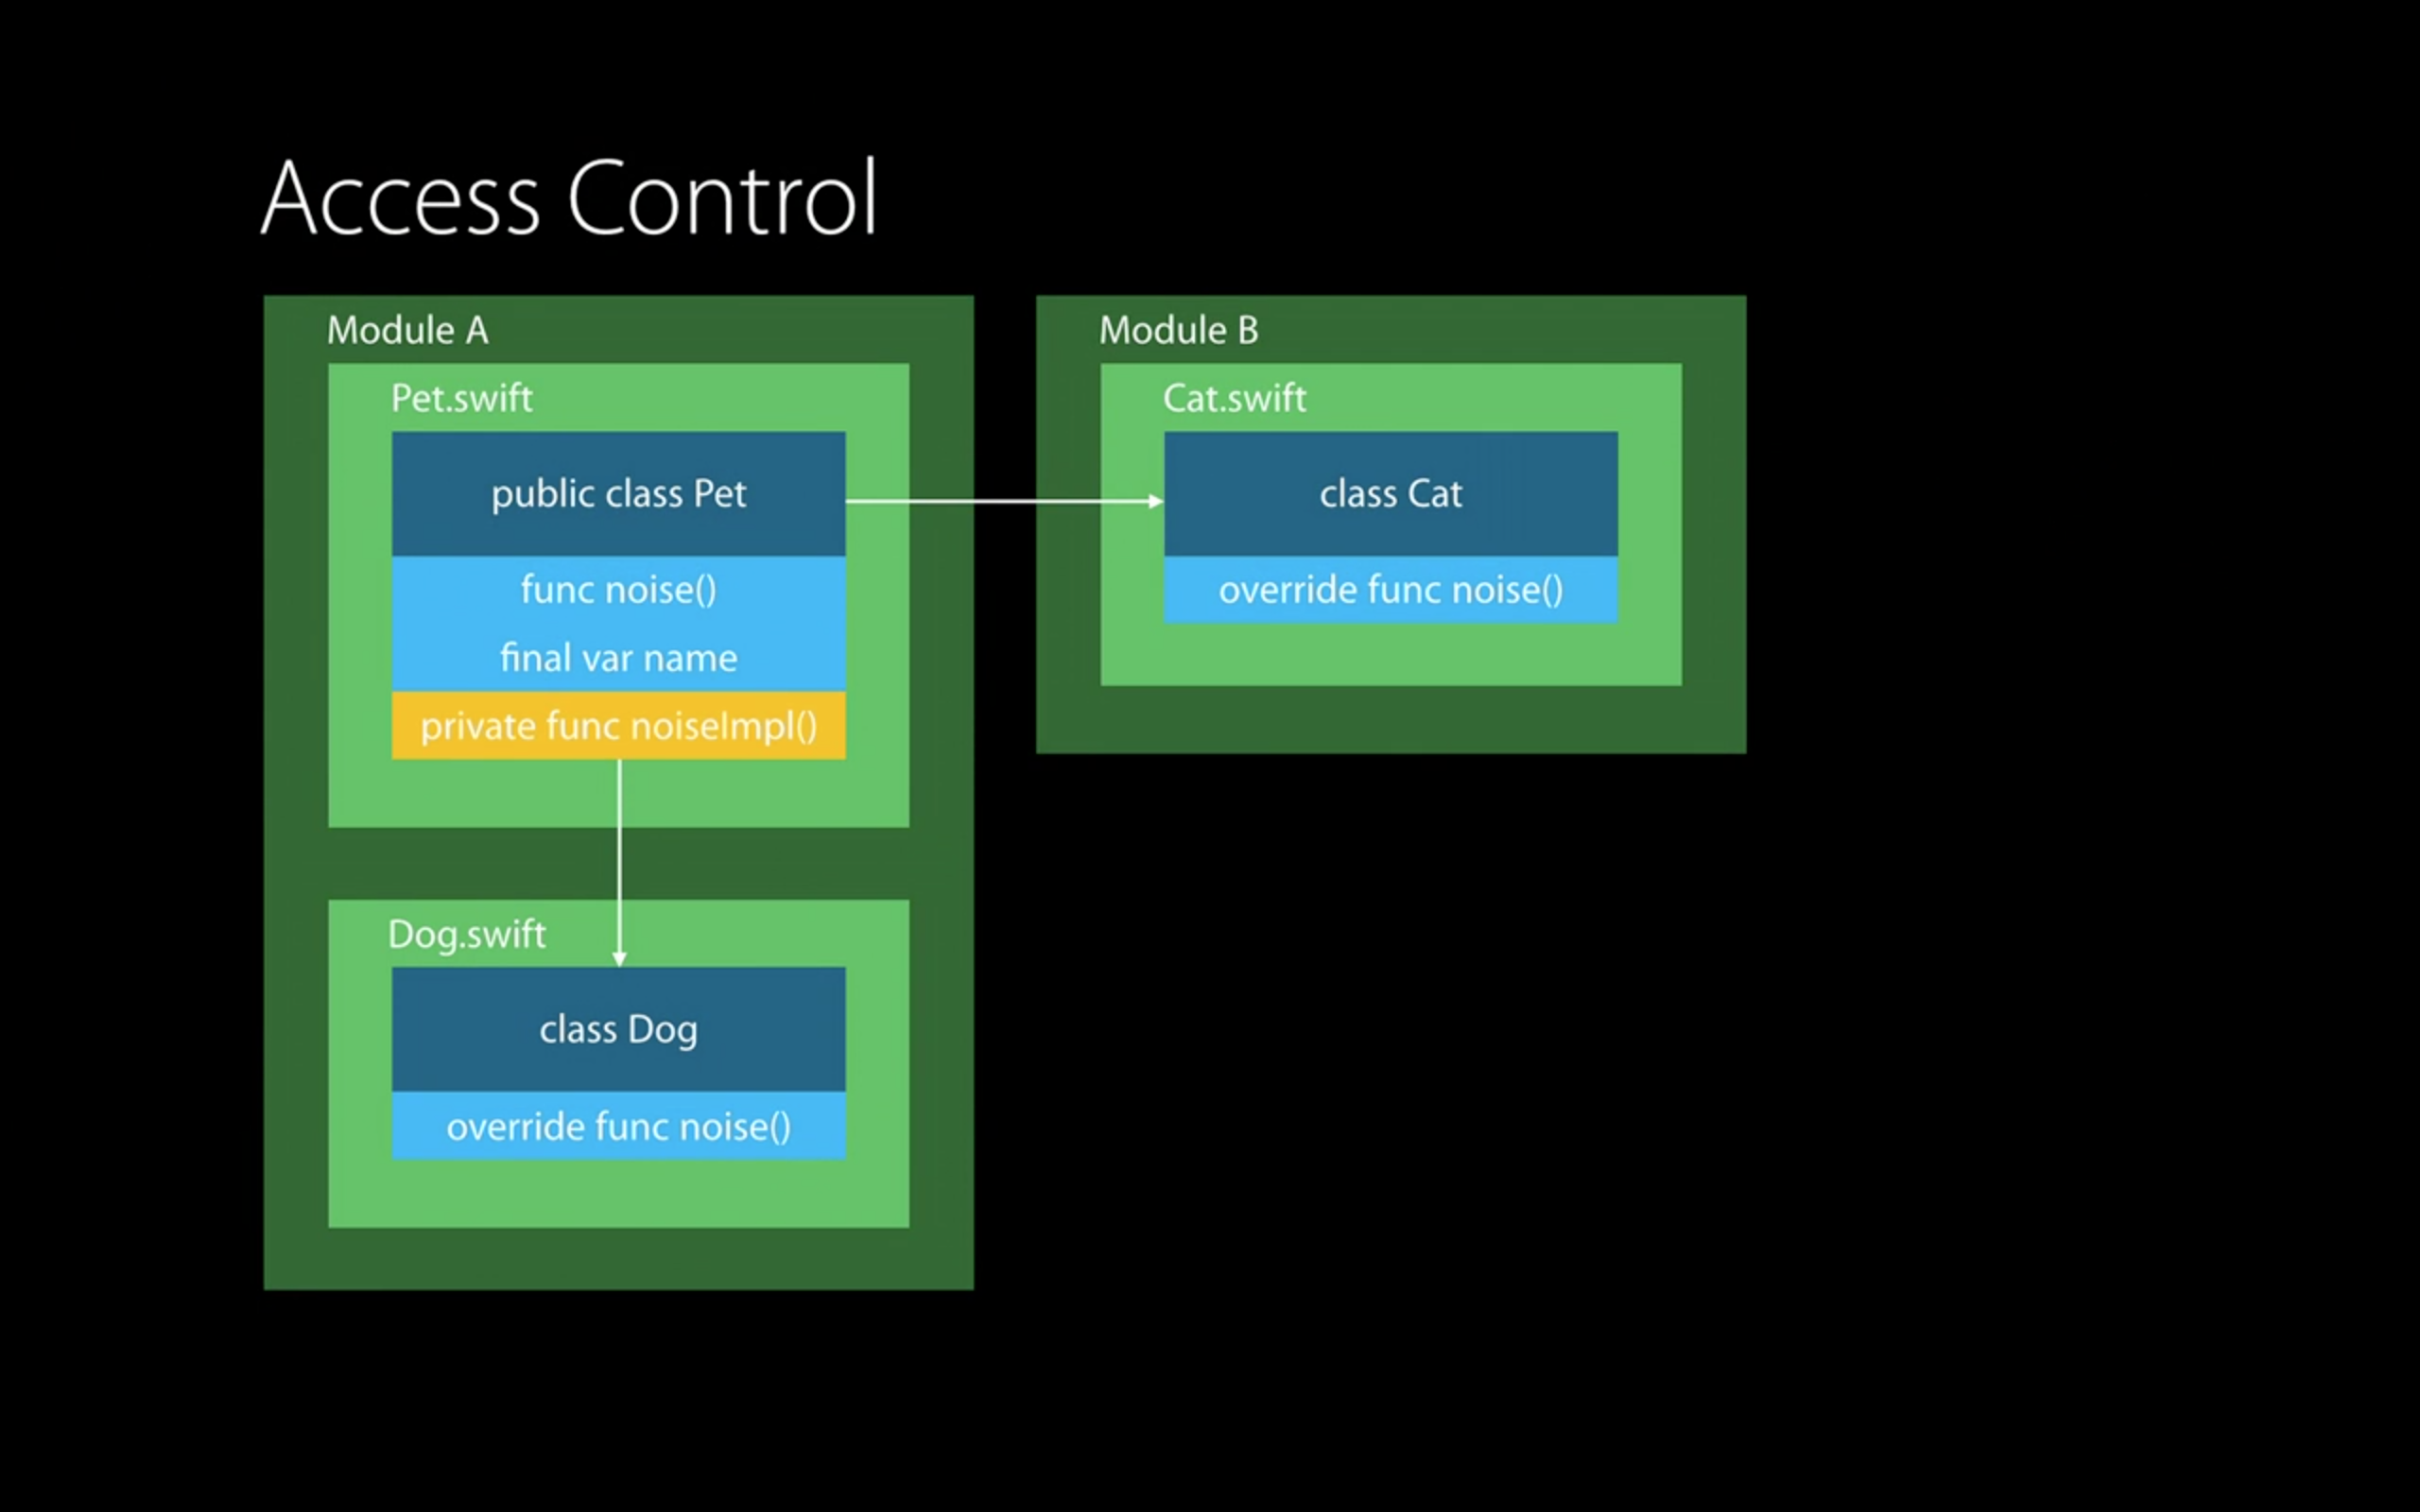 Access Control
Module A
Pet.swift
public class Pet
func noise()
final var name
private func noiseImpl()
Dog.swift
class Dog
override func noise()
Module B
Cat.swift
class Cat
override func noise()